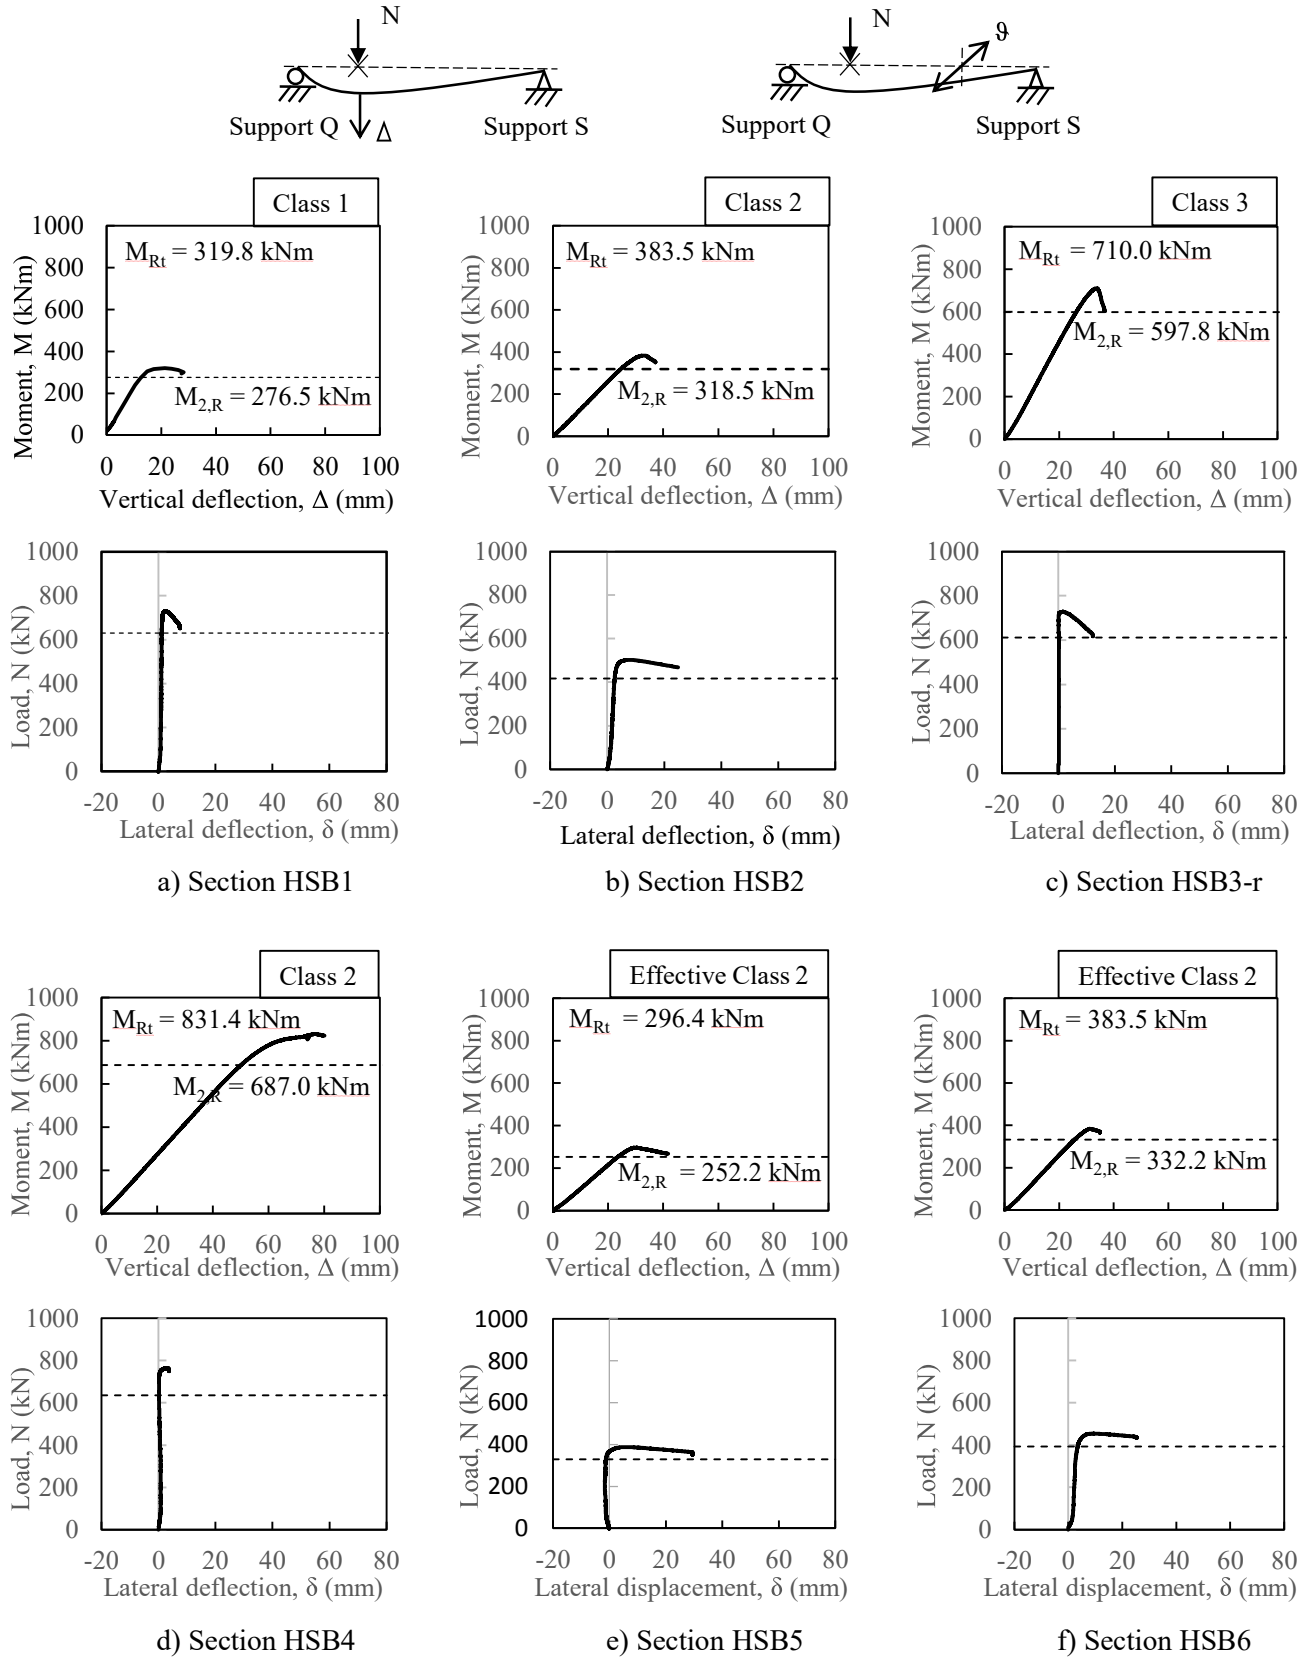 N
N
ϑ
Support Q
Δ
Support S
Support Q
Support S
Class 1
Class 2
Class 3
1000
800
600
400
200
0
Moment, M (kNm)
M_Rt = 319.8 kNm
M_2,R = 276.5 kNm
0 20 40 60 80 100
Vertical deflection, Δ (mm)
1000
800
600
400
200
0
Moment, M (kNm)
M_Rt = 383.5 kNm
M_2,R = 318.5 kNm
0 20 40 60 80 100
Vertical deflection, Δ (mm)
1000
800
600
400
200
0
Moment, M (kNm)
M_Rt = 710.0 kNm
M_2,R = 597.8 kNm
0 20 40 60 80 100
Vertical deflection, Δ (mm)
1000
800
600
400
200
0
Load, N (kN)
-20 0 20 40 60 80
Lateral deflection, δ (mm)
1000
800
600
400
200
0
Load, N (kN)
-20 0 20 40 60 80
Lateral deflection, δ (mm)
1000
800
600
400
200
0
Load, N (kN)
-20 0 20 40 60 80
Lateral deflection, δ (mm)
a) Section HSB1
b) Section HSB2
c) Section HSB3-r
Class 2
Effective Class 2
Effective Class 2
1000
800
600
400
200
0
Moment, M (kNm)
M_Rt = 831.4 kNm
M_2,R = 687.0 kNm
0 20 40 60 80 100
Vertical deflection, Δ (mm)
1000
800
600
400
200
0
Moment, M (kNm)
M_Rt = 296.4 kNm
M_2,R = 252.2 kNm
0 20 40 60 80 100
Vertical deflection, Δ (mm)
1000
800
600
400
200
0
Moment, M (kNm)
M_Rt = 383.5 kNm
M_2,R = 332.2 kNm
0 20 40 60 80 100
Vertical deflection, Δ (mm)
1000
800
600
400
200
0
Load, N (kN)
-20 0 20 40 60 80
Lateral deflection, δ (mm)
1000
800
600
400
200
0
Load, N (kN)
-20 0 20 40 60 80
Lateral displacement, δ (mm)
1000
800
600
400
200
0
Load, N (kN)
-20 0 20 40 60 80
Lateral displacement, δ (mm)
d) Section HSB4
e) Section HSB5
f) Section HSB6